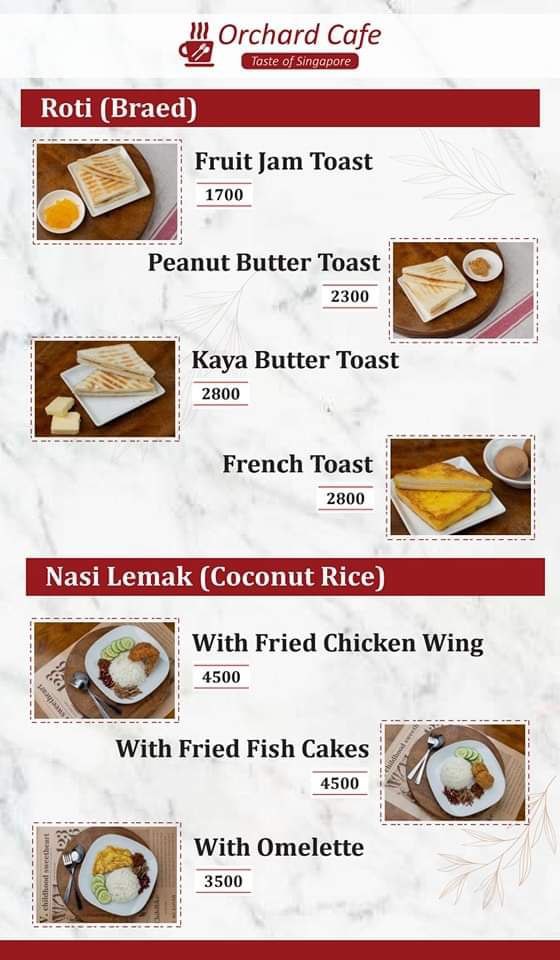 Orchard Cafe
Taste of Singapore
Roti (Braed)
Fruit Jam Toast
1700
Peanut Butter Toast
2300
Kaya Butter Toast
2800
French Toast
2800
Nasi Lemak (Coconut Rice)
With Fried Chicken Wing
4500
With Fried Fish Cakes
4500
With Omelette
3500